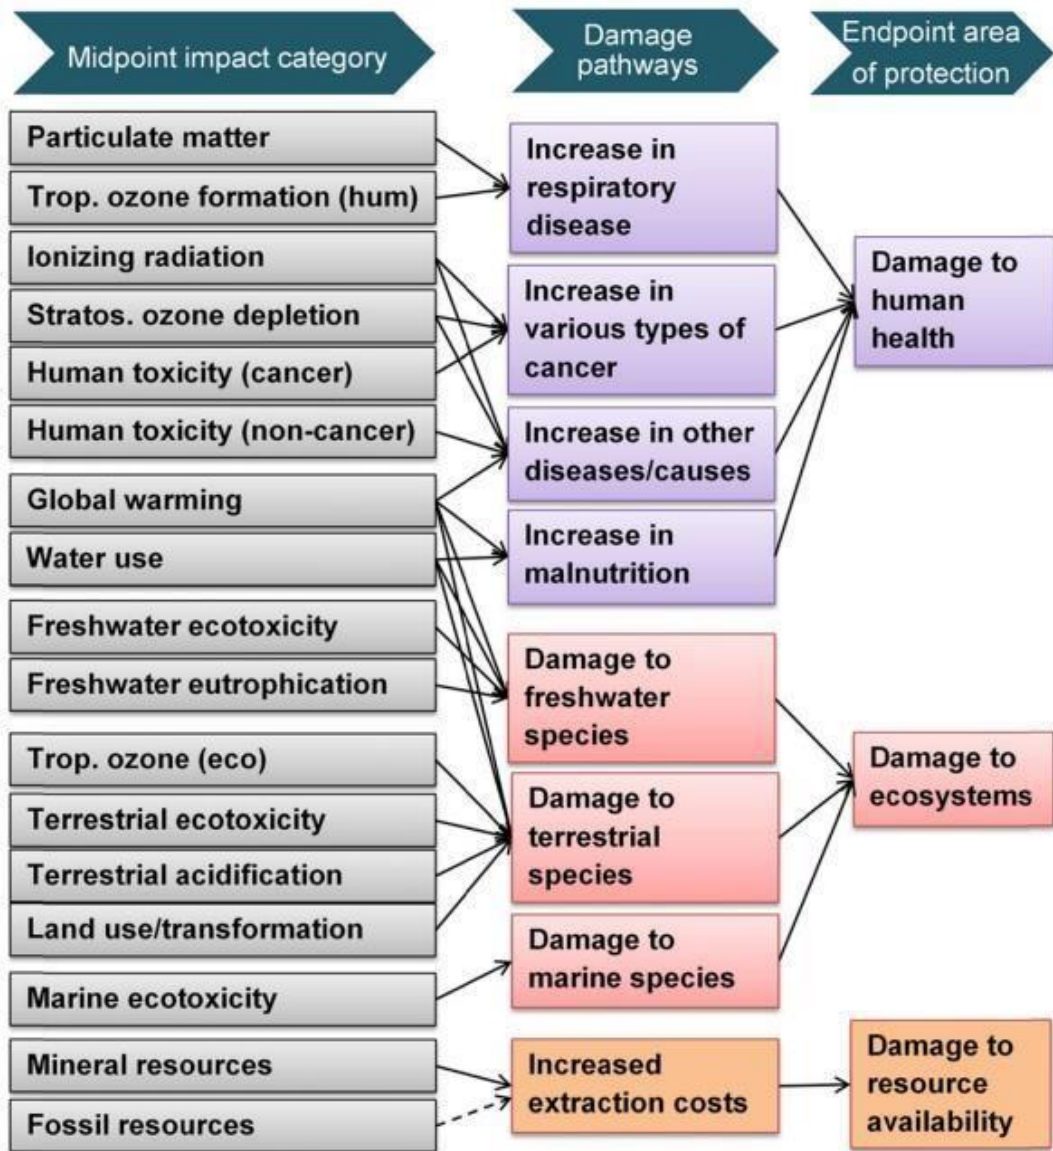 Midpoint impact category
Damage
pathways
Endpoint area
of protection
Particulate matter
Trop. ozone formation (hum)
Ionizing radiation
Stratos. ozone depletion
Human toxicity (cancer)
Human toxicity (non-cancer)
Global warming
Water use
Freshwater ecotoxicity
Freshwater eutrophication
Trop. ozone (eco)
Terrestrial ecotoxicity
Terrestrial acidification
Land use/transformation
Marine ecotoxicity
Mineral resources
Fossil resources
Increase in
respiratory
disease
Increase in
various types of
cancer
Increase in other
diseases/causes
Increase in
malnutrition
Damage to
freshwater
species
Damage to
terrestrial
species
Damage to
marine species
Increased
extraction costs
Damage to
human
health
Damage to
ecosystems
Damage to
resource
availability